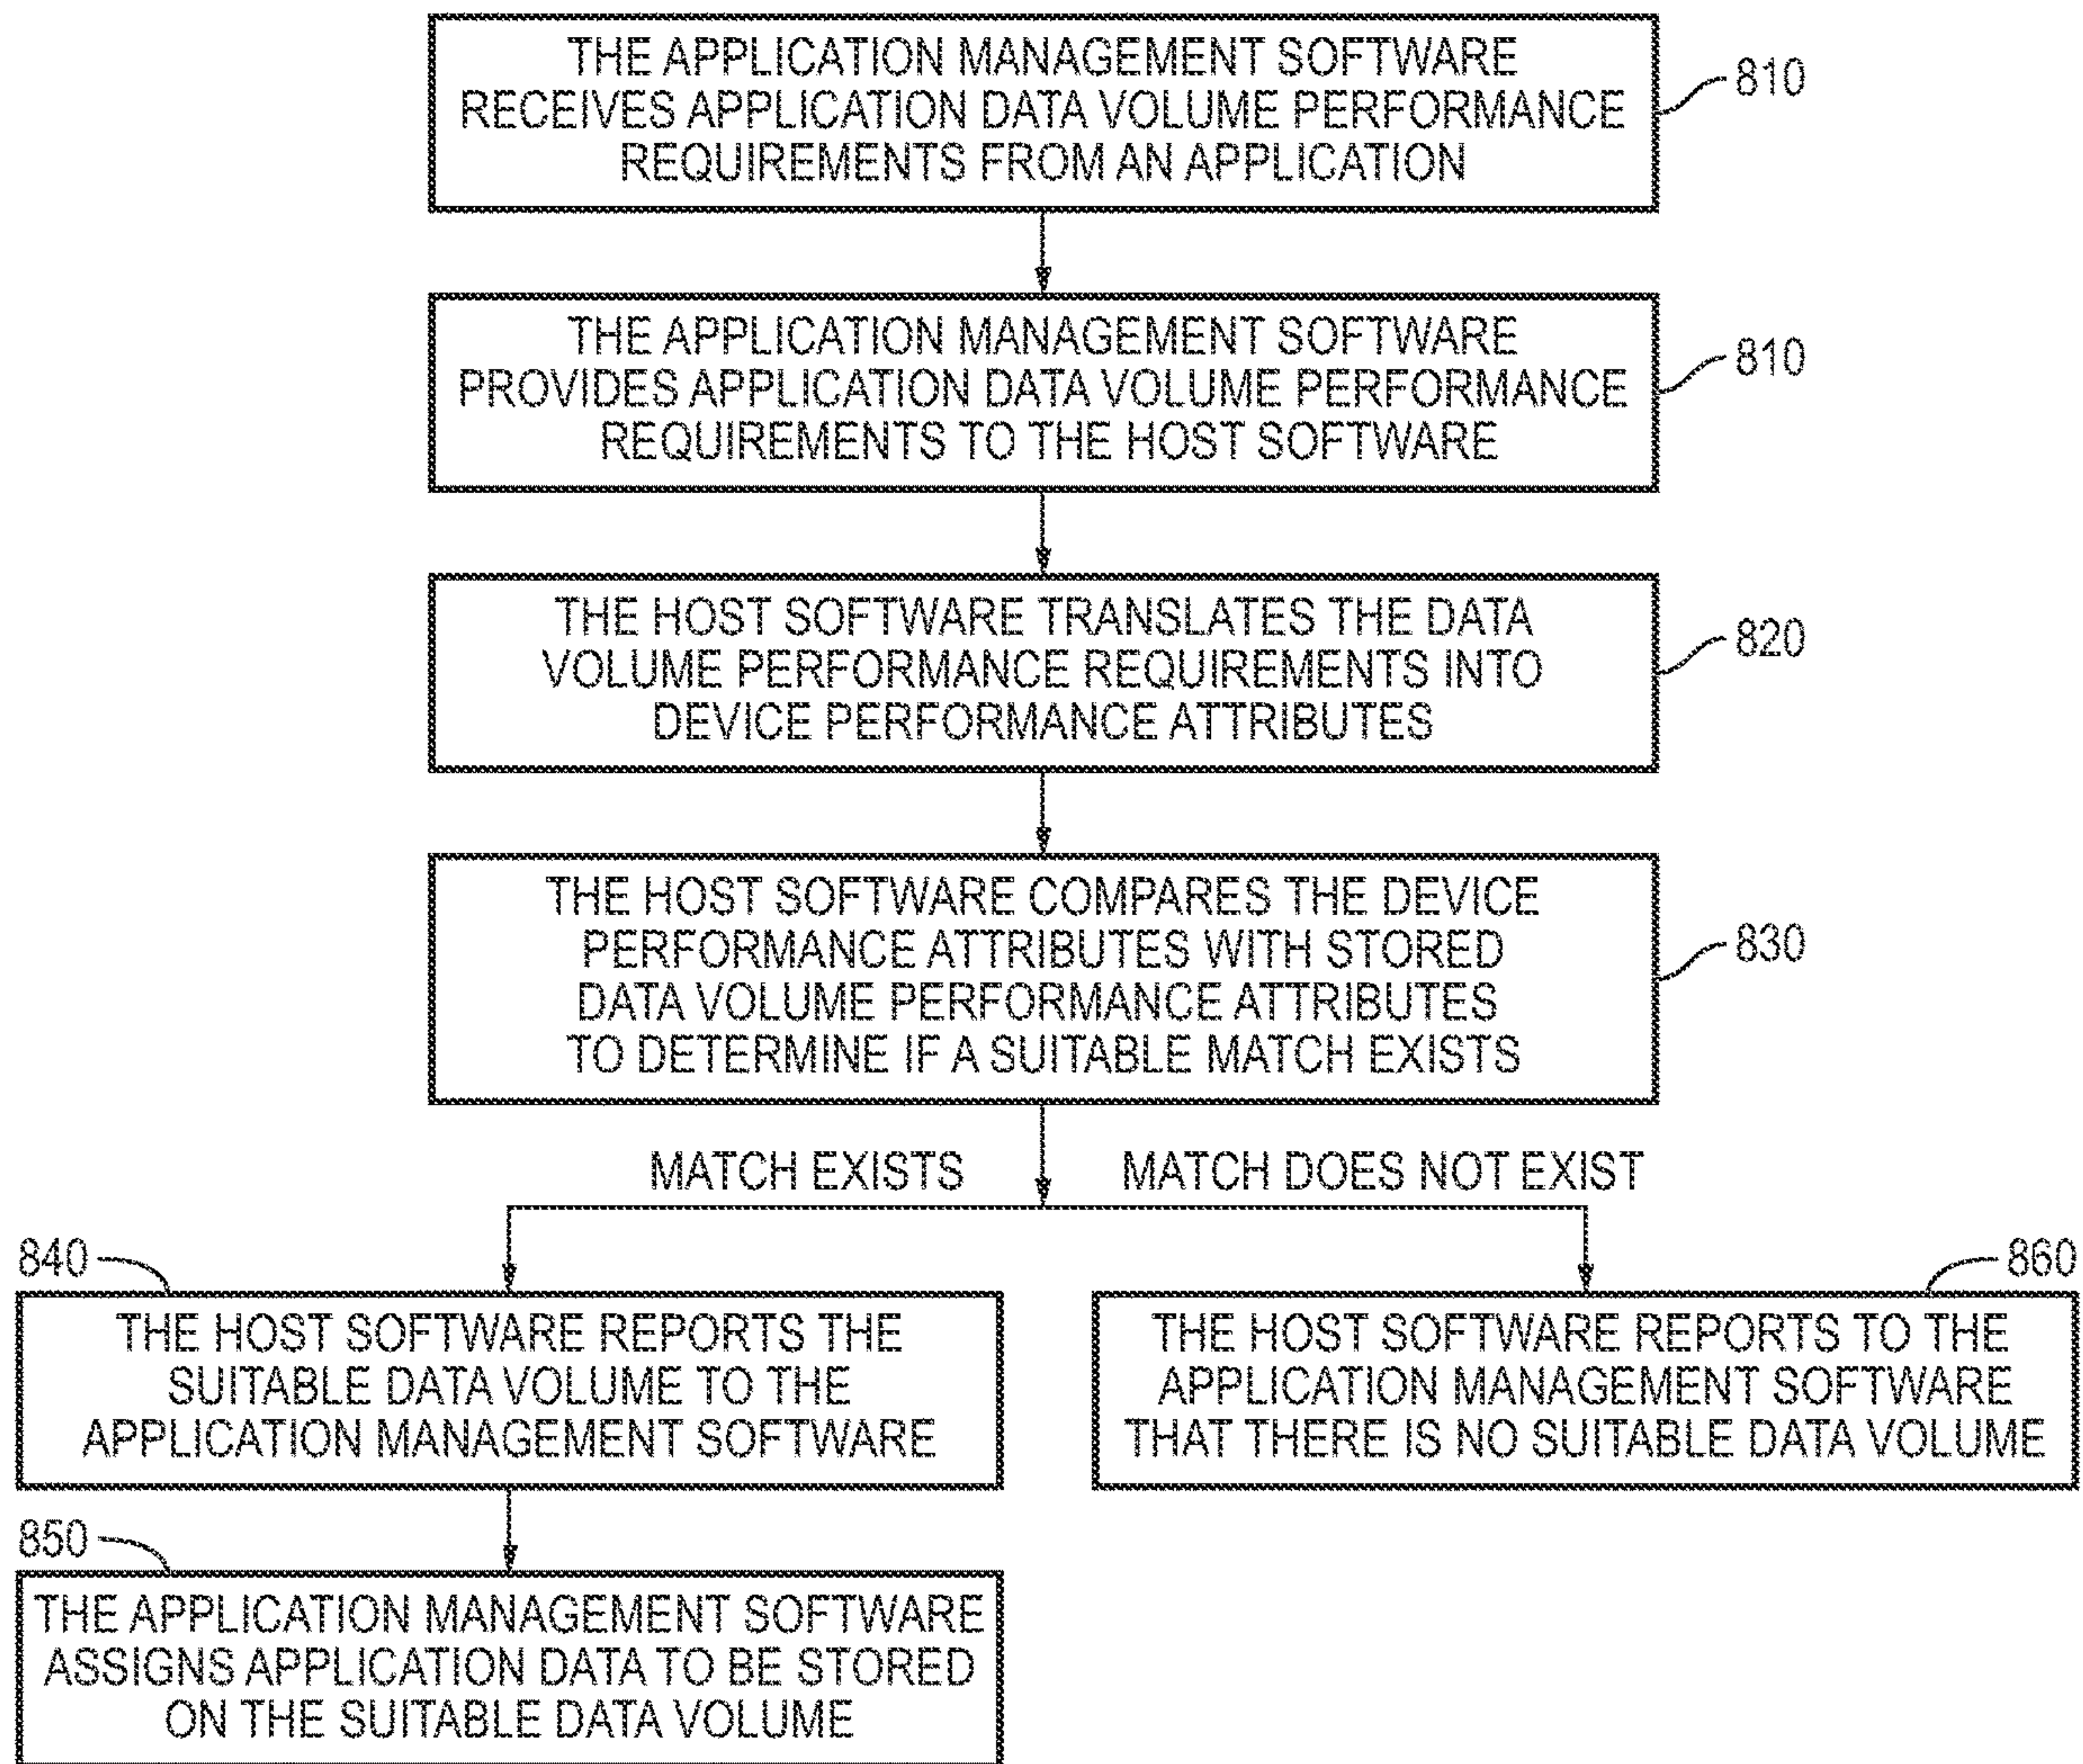 THE APPLICATION MANAGEMENT SOFTWARE
RECEIVES APPLICATION DATA VOLUME PERFORMANCE
REQUIREMENTS FROM AN APPLICATION
810
THE APPLICATION MANAGEMENT SOFTWARE
PROVIDES APPLICATION DATA VOLUME PERFORMANCE
REQUIREMENTS TO THE HOST SOFTWARE
810
THE HOST SOFTWARE TRANSLATES THE DATA
VOLUME PERFORMANCE REQUIREMENTS INTO
DEVICE PERFORMANCE ATTRIBUTES
820
THE HOST SOFTWARE COMPARES THE DEVICE
PERFORMANCE ATTRIBUTES WITH STORED
DATA VOLUME PERFORMANCE ATTRIBUTES
TO DETERMINE IF A SUITABLE MATCH EXISTS
830
MATCH EXISTS
MATCH DOES NOT EXIST
840
THE HOST SOFTWARE REPORTS THE
SUITABLE DATA VOLUME TO THE
APPLICATION MANAGEMENT SOFTWARE
860
THE HOST SOFTWARE REPORTS TO THE
APPLICATION MANAGEMENT SOFTWARE
THAT THERE IS NO SUITABLE DATA VOLUME
850
THE APPLICATION MANAGEMENT SOFTWARE
ASSIGNS APPLICATION DATA TO BE STORED
ON THE SUITABLE DATA VOLUME